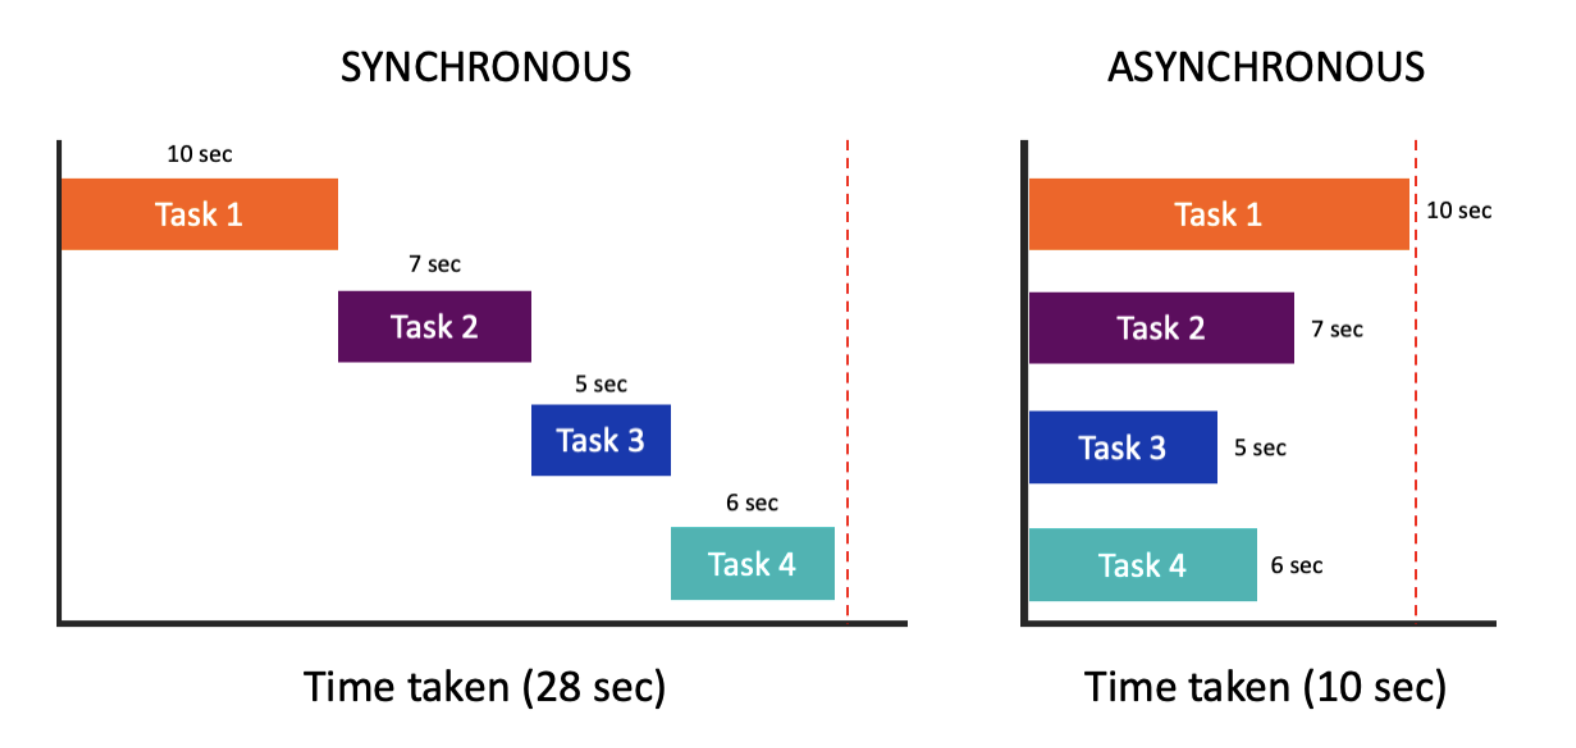 SYNCHRONOUS
10 sec
Task 1
7 sec
Task 2
5 sec
Task 3
6 sec
Task 4
Time taken (28 sec)
ASYNCHRONOUS
Task 1
10 sec
Task 2
7 sec
Task 3
5 sec
Task 4
6 sec
Time taken (10 sec)